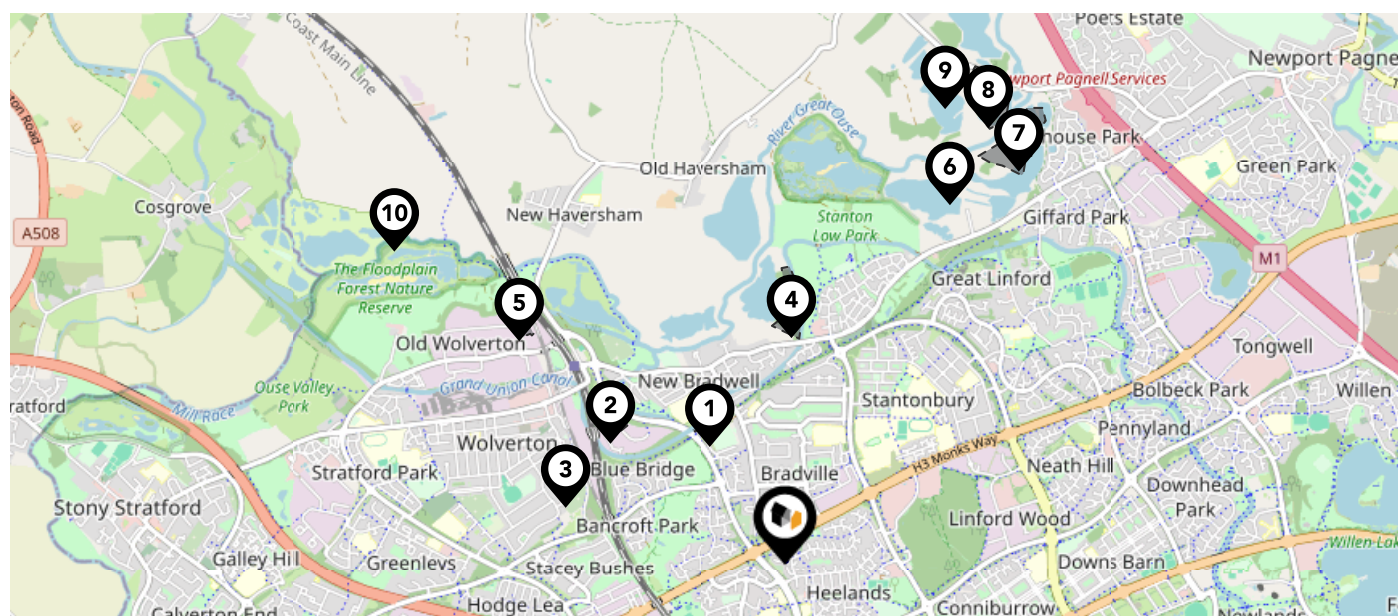 Coast Main Line
Poets Estate
Newport Pagne
wport Pagnell Services
9
8
7
house Park
River Great Ouse
6
Green Park
Old Haversham
Cosgrove
10
New Haversham
Stanton
Low Park
Giffard Park
A508
M1
The Floodplain
Forest Nature
Reserve
Great Linford
5
4
Old Wolverton
Tongwell
Grand Union Canal
New Bradwell
Ouse Valley
Park
Mill Race
ratford
2
1
Stantonbury
Bolbeck Park
Willen
Pennyland
Wolverton
H3 Monks Way
3
Blue Bridge
Bradville
Neath Hill
Stratford Park
Downhead
Park
Stony Stratford
Bancroft Park
Linford Wood
Willen Lak
Galley Hill
Greenleys
Stacey Bushes
Downs Barn
Hodge Lea
Heelands
Conniburrow
Calverton End
Newlands